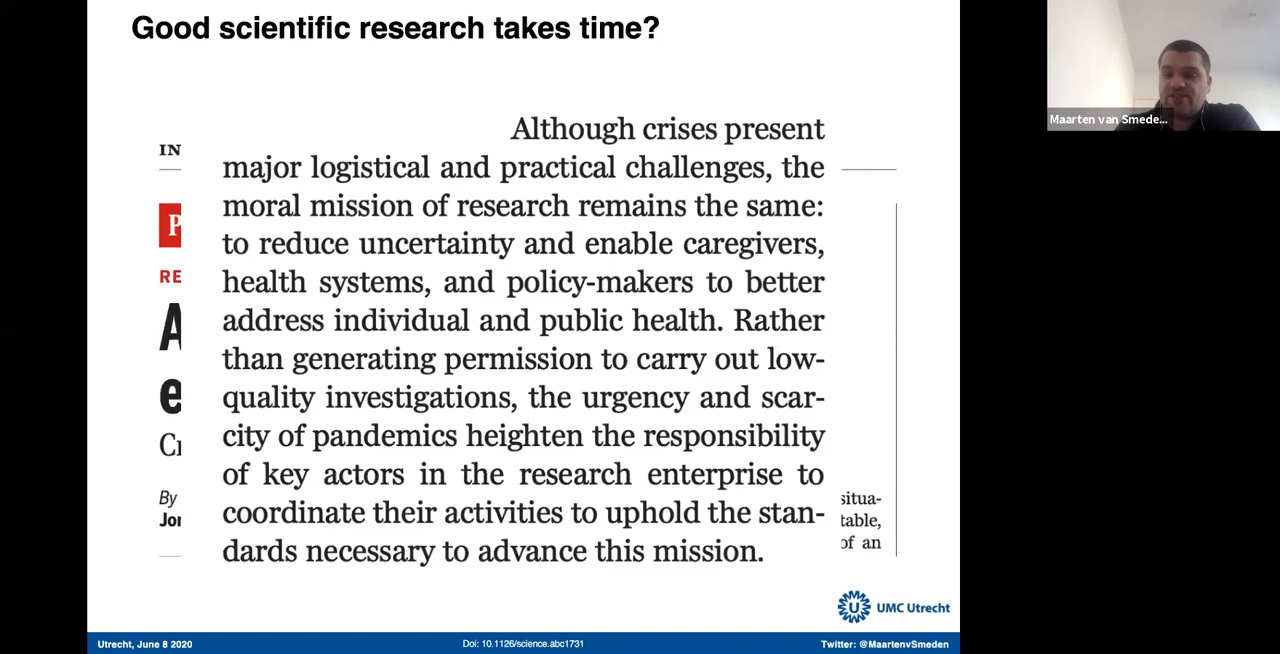 Good scientific research takes time?
Maarten van Smede...
IN
P
RE
A
e
By
Jor
Although crises present
major logistical and practical challenges, the
moral mission of research remains the same:
to reduce uncertainty and enable caregivers,
health systems, and policy-makers to better
address individual and public health. Rather
than generating permission to carry out low-
quality investigations, the urgency and scar-
city of pandemics heighten the responsibility
of key actors in the research enterprise to
coordinate their activities to uphold the stan-
dards necessary to advance this mission.
situa-
table,
of an
U UMC Utrecht
Utrecht, June 8 2020
Doi: 10.1126/science.abc1731
Twitter: @MaartenvSmeden